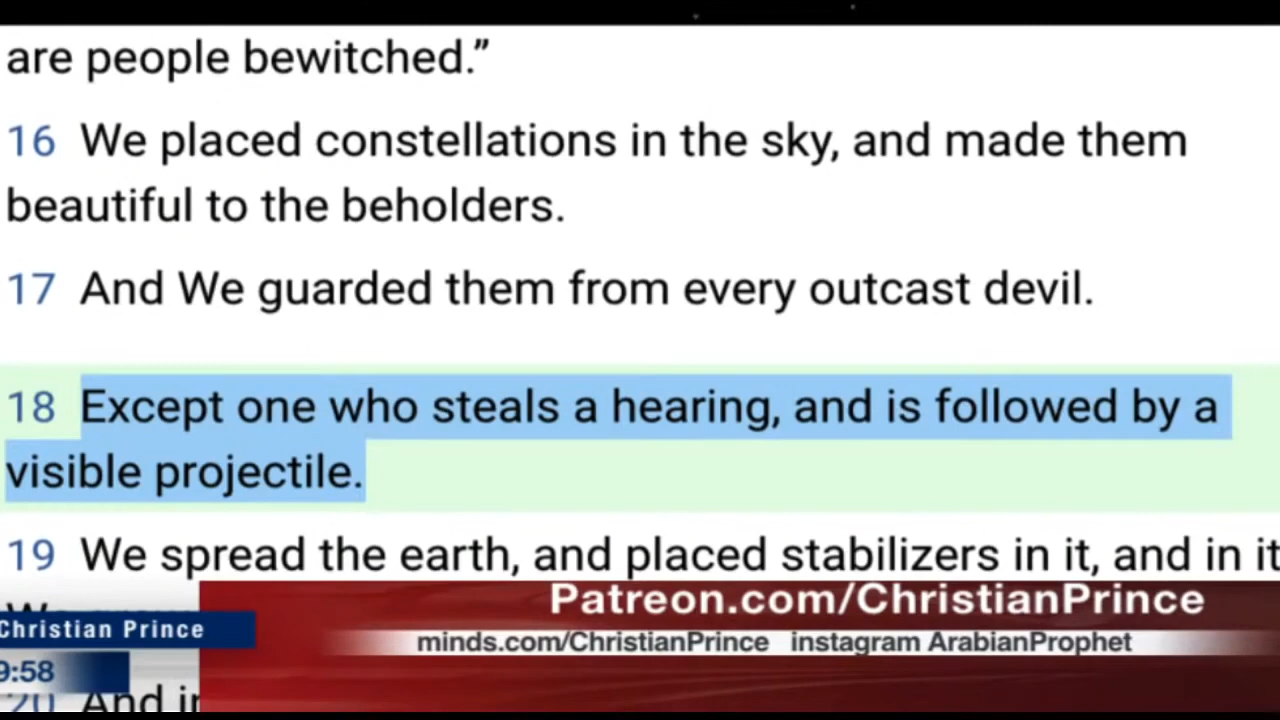 are people bewitched.”
16 We placed constellations in the sky, and made them
beautiful to the beholders.
17 And We guarded them from every outcast devil.
18 Except one who steals a hearing, and is followed by a
visible projectile.
19 We spread the earth, and placed stabilizers in it, and in it
Patreon.com/ChristianPrince
Christian Prince
minds.com/ChristianPrince instagram ArabianProphet
9:58
20 And in